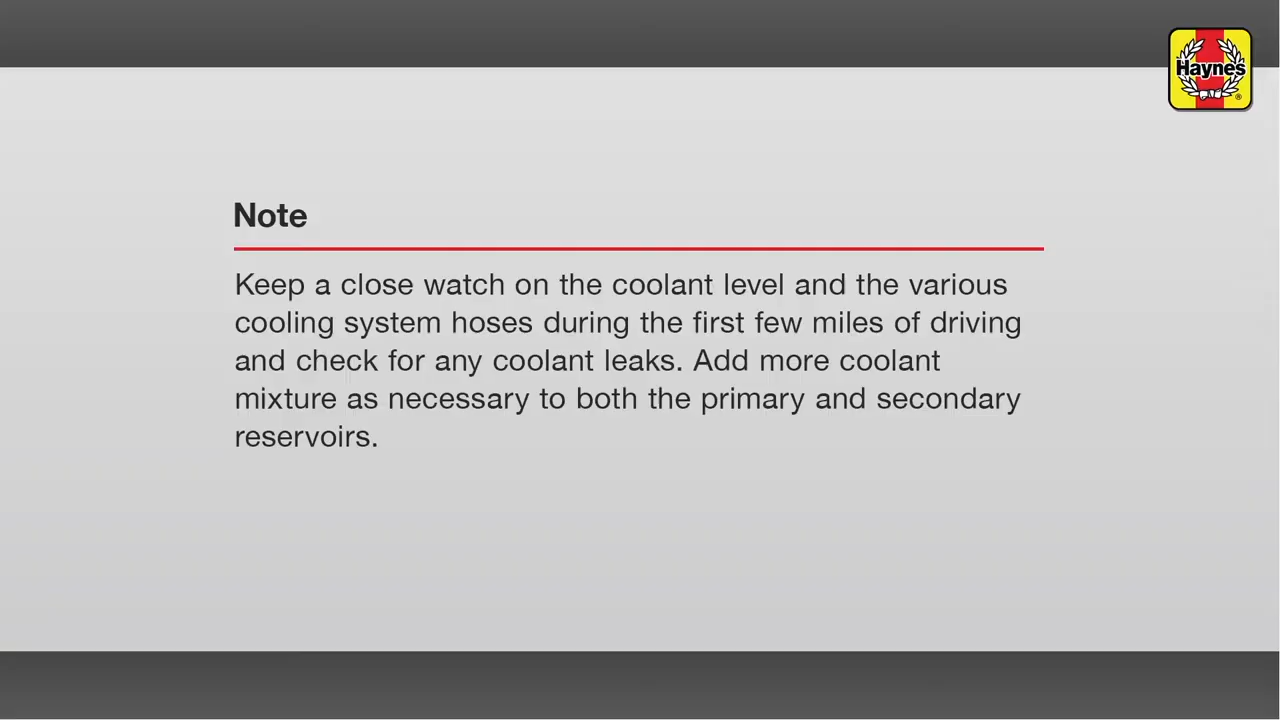 Haynes
Note
Keep a close watch on the coolant level and the various
cooling system hoses during the first few miles of driving
and check for any coolant leaks. Add more coolant
mixture as necessary to both the primary and secondary
reservoirs.